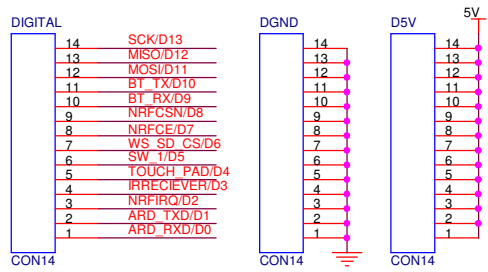 DIGITAL
14 SCK/D13
13 MISO/D12
12 MOSI/D11
11 BT_TX/D10
10 BT_RX/D9
9 NRFCSN/D8
8 NRFCE/D7
7 WS_SD_CS/D6
6 SW_1/D5
5 TOUCH_PAD/D4
4 IRRECIEVER/D3
3 NRFIRQ/D2
2 ARD_TXD/D1
1 ARD_RXD/D0
CON14
DGND
14
13
12
11
10
9
8
7
6
5
4
3
2
1
CON14
D5V
5V
14
13
12
11
10
9
8
7
6
5
4
3
2
1
CON14